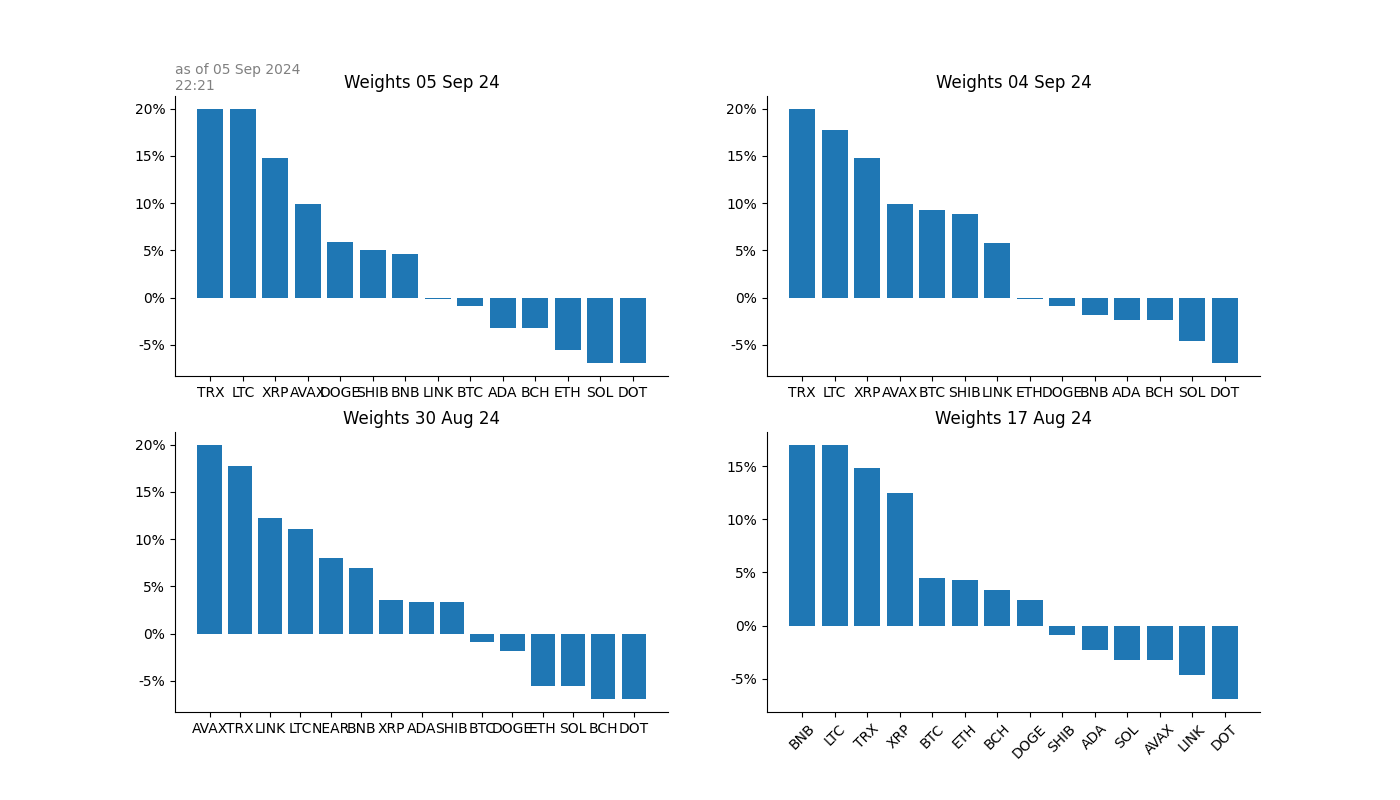 as of 05 Sep 2024
22:21
Weights 05 Sep 24
20%
15%
10%
5%
0%
-5%
TRX LTC XRP AVAX DOGE SHIB BNB LINK BTC ADA BCH ETH SOL DOT
Weights 04 Sep 24
20%
15%
10%
5%
0%
-5%
TRX LTC XRP AVAX BTC SHIB LINK ETH DOGE BNB ADA BCH SOL DOT
Weights 30 Aug 24
20%
15%
10%
5%
0%
-5%
AVAX TRX LINK LTC NEAR BNB XRP ADA SHIB BTC DOGE ETH SOL BCH DOT
Weights 17 Aug 24
15%
10%
5%
0%
-5%
BNB LTC TRX XRP BTC ETH BCH DOGE SHIB ADA SOL AVAX LINK DOT